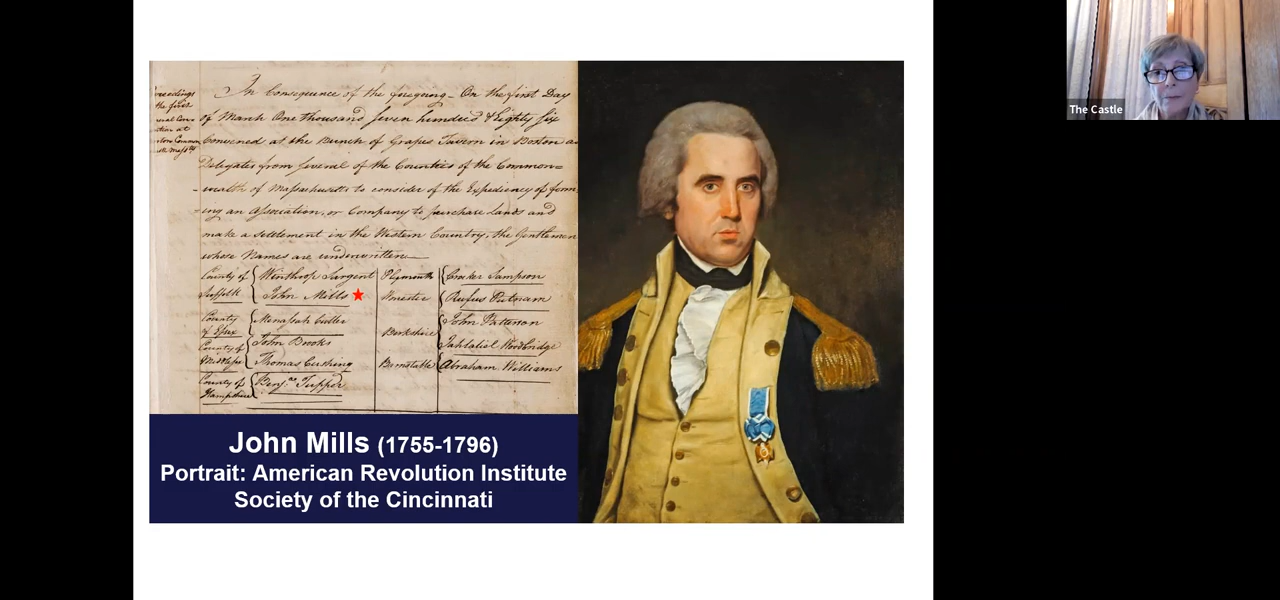 In Consequence of the foregoing - On the first Day
of March One thousand seven hundred & Eighty six
Convened at the Bunch of Grapes Tavern in Boston as
Delegates from several of the Counties of the Common=
-wealth of Massachusetts to consider of the Expediency of form
=ing an Association, or Company to purchase Lands and
make a settlement in the Western Country, the Gentlemen
whose Names are underwritten
County of Suffolk
Winthrop Sargent
John Mills
County of Essex
Menassah Cutler
County of
John Brooks
Thomas Cushing
County of Hampshire
Benj.n Tupper
Plymouth
Crocker Sampson
Rufus Putnam
Berkshire
John Patterson
Jahlaliel Woodbridge
Barnstable
Abraham Williams
John Mills (1755-1796)
Portrait: American Revolution Institute
Society of the Cincinnati
The Castle